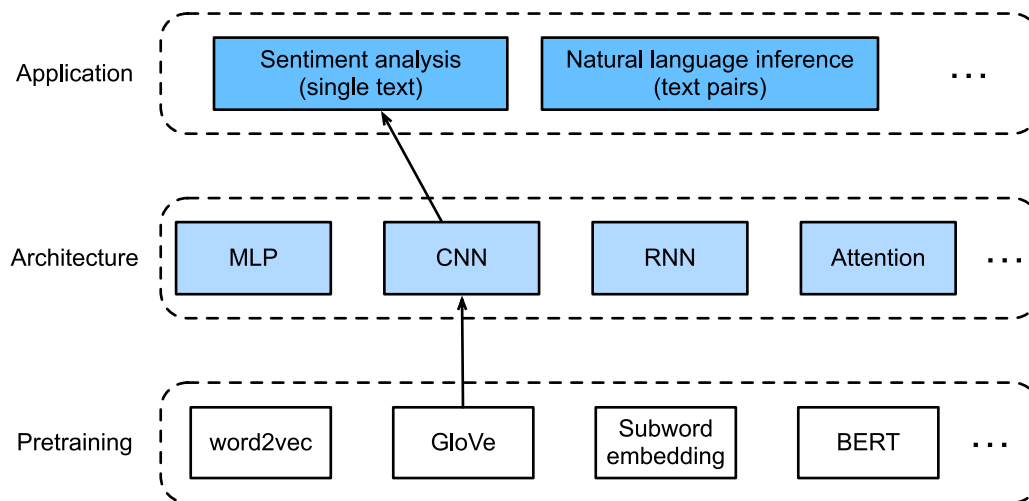 Application
Sentiment analysis
(single text)
Natural language inference
(text pairs)
...
Architecture
MLP
CNN
RNN
Attention
...
Pretraining
word2vec
GloVe
Subword
embedding
BERT
...